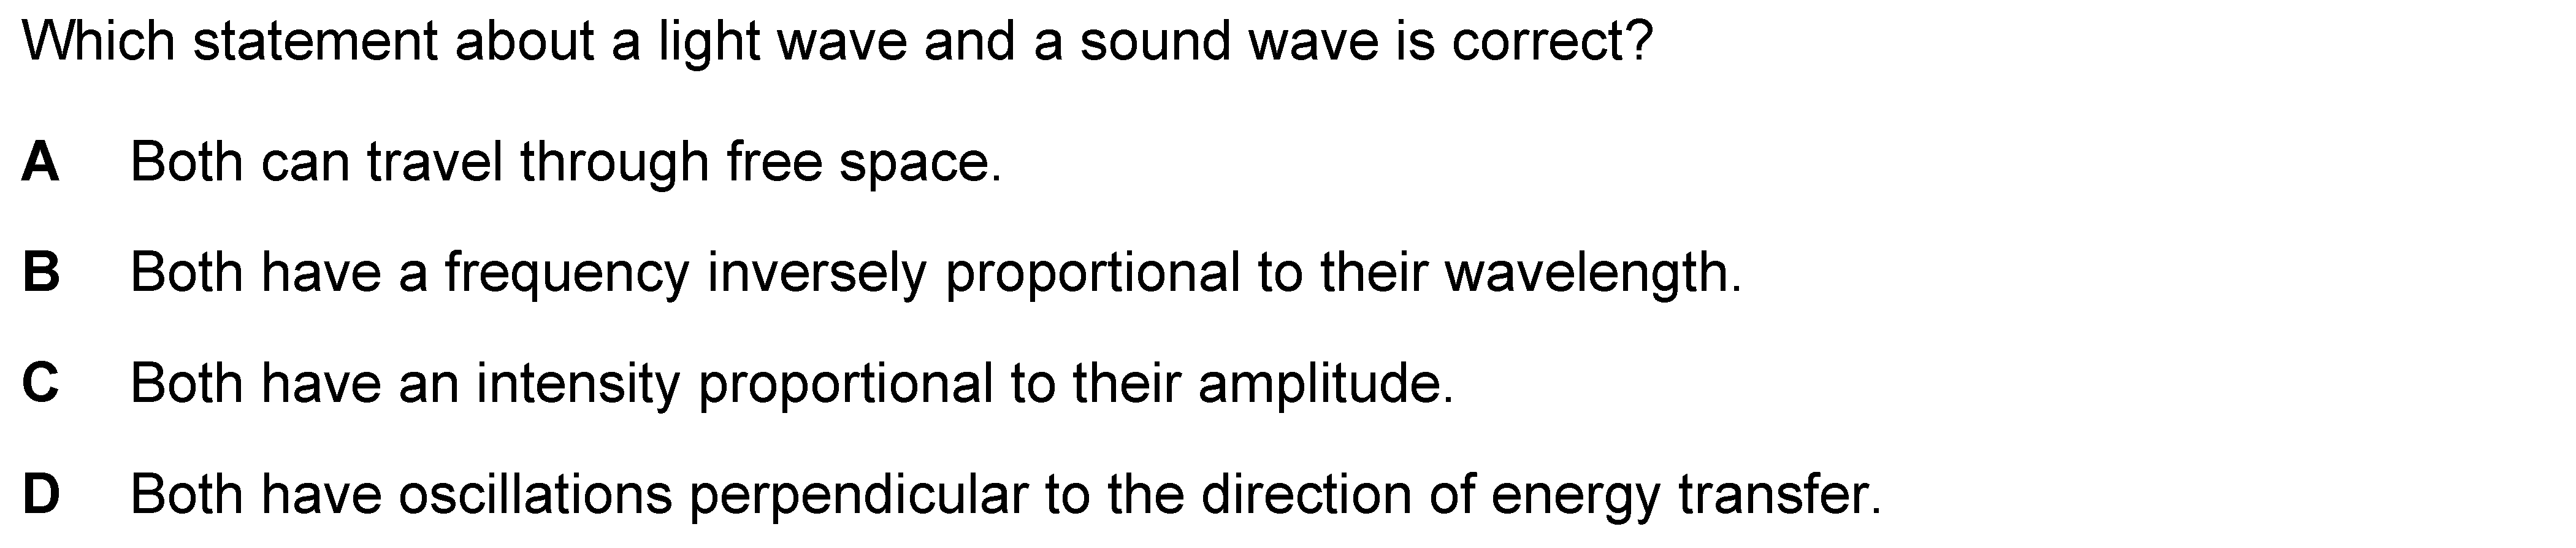 Which statement about a light wave and a sound wave is correct?
A Both can travel through free space.
B Both have a frequency inversely proportional to their wavelength.
C Both have an intensity proportional to their amplitude.
D Both have oscillations perpendicular to the direction of energy transfer.